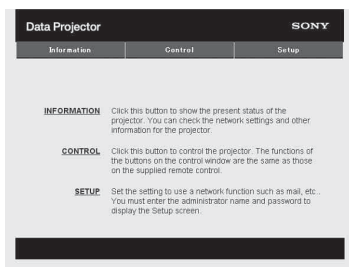 Data Projector SONY
Information Control Setup
INFORMATION Click this button to show the present status of the
projector. You can check the network settings and other
information for the projector.
CONTROL Click this button to control the projector. The functions of
the buttons on the control window are the same as those
on the supplied remote control.
SETUP Set the setting to use a network function such as mail, etc..
You must enter the administrator name and password to
display the Setup screen.